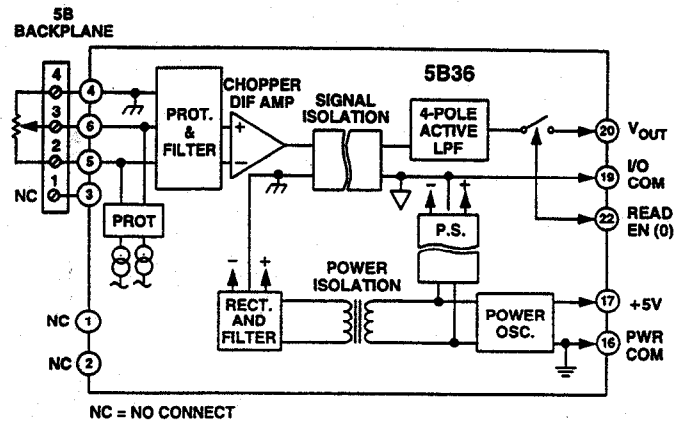 5B
BACKPLANE
5B36
4
3
2
1
NC
4
6
5
3
PROT.
&
FILTER
CHOPPER
DIF AMP
+
−
SIGNAL
ISOLATION
4-POLE
ACTIVE
LPF
20
VOUT
19
I/O
COM
22
READ
EN (0)
PROT
− +
P.S.
− +
RECT.
AND
FILTER
POWER
ISOLATION
POWER
OSC.
17
+5V
16
PWR
COM
NC 1
NC 2
NC = NO CONNECT